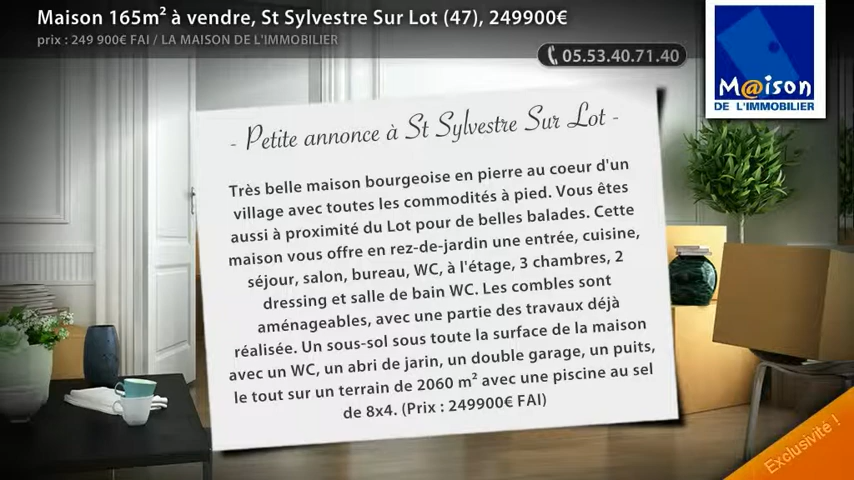 Maison 165m² à vendre, St Sylvestre Sur Lot (47), 249900€
prix : 249 900€ FAI / LA MAISON DE L'IMMOBILIER
05.53.40.71.40
M@ison
DE L'IMMOBILIER
- Petite annonce à St Sylvestre Sur Lot -
Très belle maison bourgeoise en pierre au coeur d'un
village avec toutes les commodités à pied. Vous êtes
aussi à proximité du Lot pour de belles balades. Cette
maison vous offre en rez-de-jardin une entrée, cuisine,
séjour, salon, bureau, WC, à l'étage, 3 chambres, 2
dressing et salle de bain WC. Les combles sont
aménageables, avec une partie des travaux déjà
réalisée. Un sous-sol sous toute la surface de la maison
avec un WC, un abri de jarin, un double garage, un puits,
le tout sur un terrain de 2060 m² avec une piscine au sel
de 8x4. (Prix : 249900€ FAI)
Exclusivité !